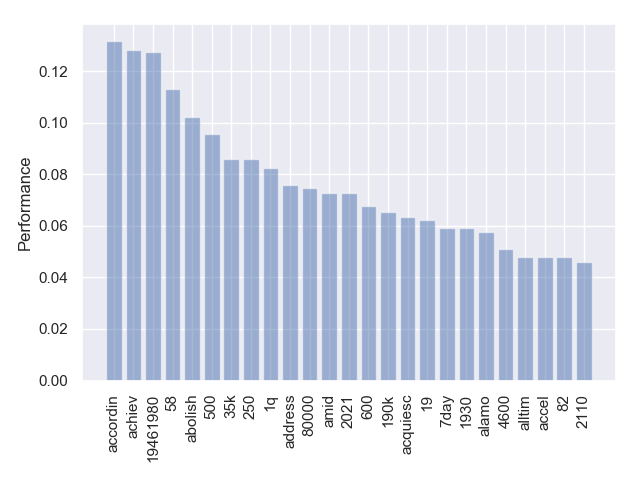 Performance
0.12
0.10
0.08
0.06
0.04
0.02
0.00
accordin
achiev
19461980
58
abolish
500
35k
250
1q
address
80000
amid
2021
600
190k
acquiesc
19
7day
1930
alamo
4600
alltim
accel
82
2110